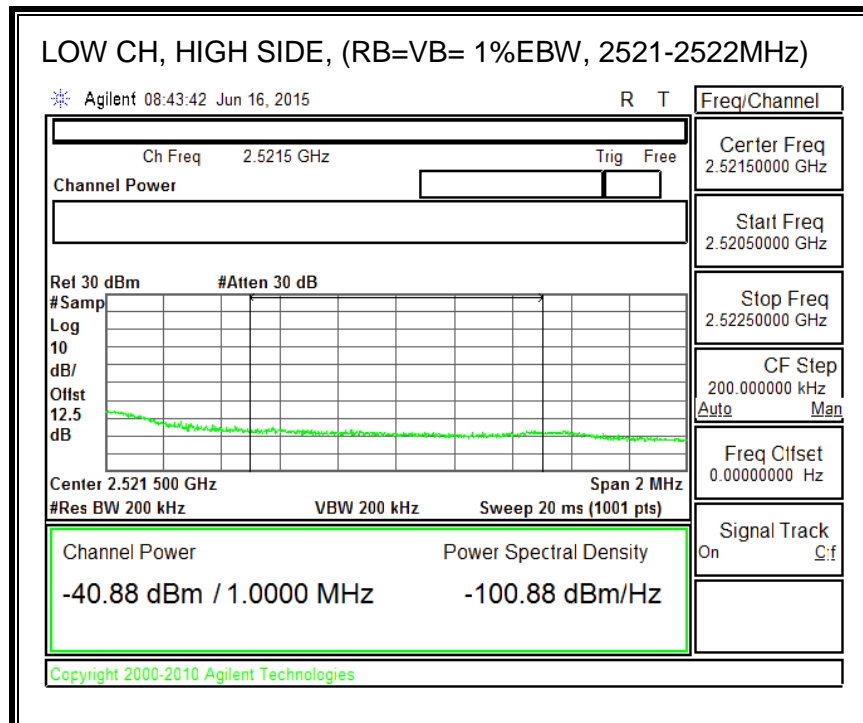 LOW CH, HIGH SIDE, (RB=VB= 1%EBW, 2521-2522MHz)
Agilent 08:43:42 Jun 16, 2015 R T
Freq/Channel
Ch Freq 2.5215 GHz Trig Free
Channel Power
Center Freq
2.52150000 GHz
Start Freq
2.52050000 GHz
Stop Freq
2.52250000 GHz
CF Step
200.000000 kHz
Auto Man
Freq Offset
0.00000000 Hz
Signal Track
On Off
Ref 30 dBm #Atten 30 dB
#Samp
Log
10
dB/
Offst
12.5
dB
Center 2.521 500 GHz Span 2 MHz
#Res BW 200 kHz VBW 200 kHz Sweep 20 ms (1001 pts)
Channel Power Power Spectral Density
-40.88 dBm / 1.0000 MHz -100.88 dBm/Hz
Copyright 2000-2010 Agilent Technologies